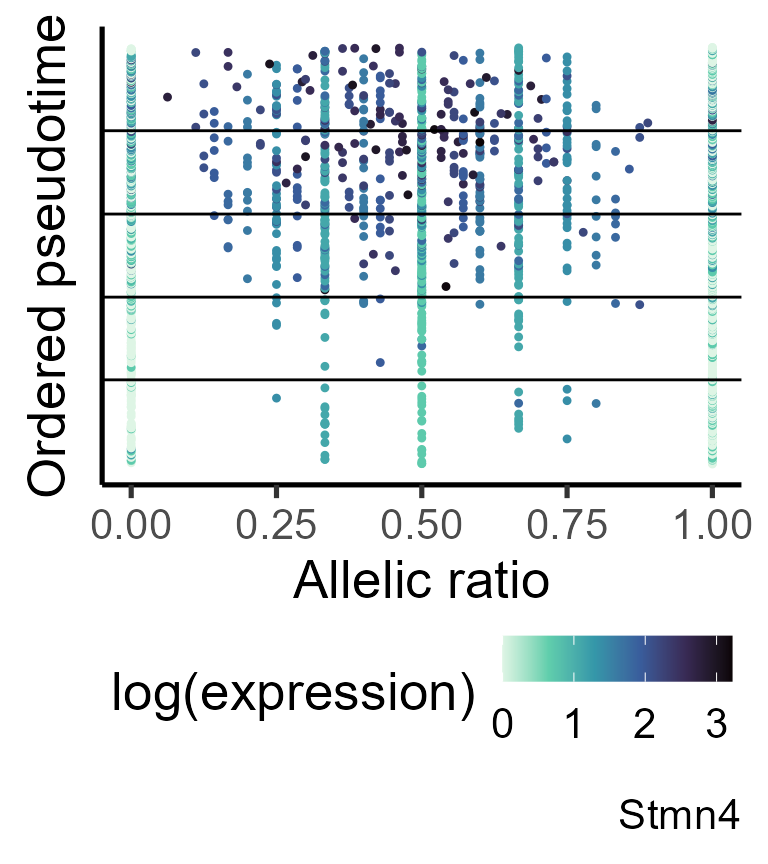 Ordered pseudotime
0.00 0.25 0.50 0.75 1.00
Allelic ratio
log(expression)
0 1 2 3
Stmn4